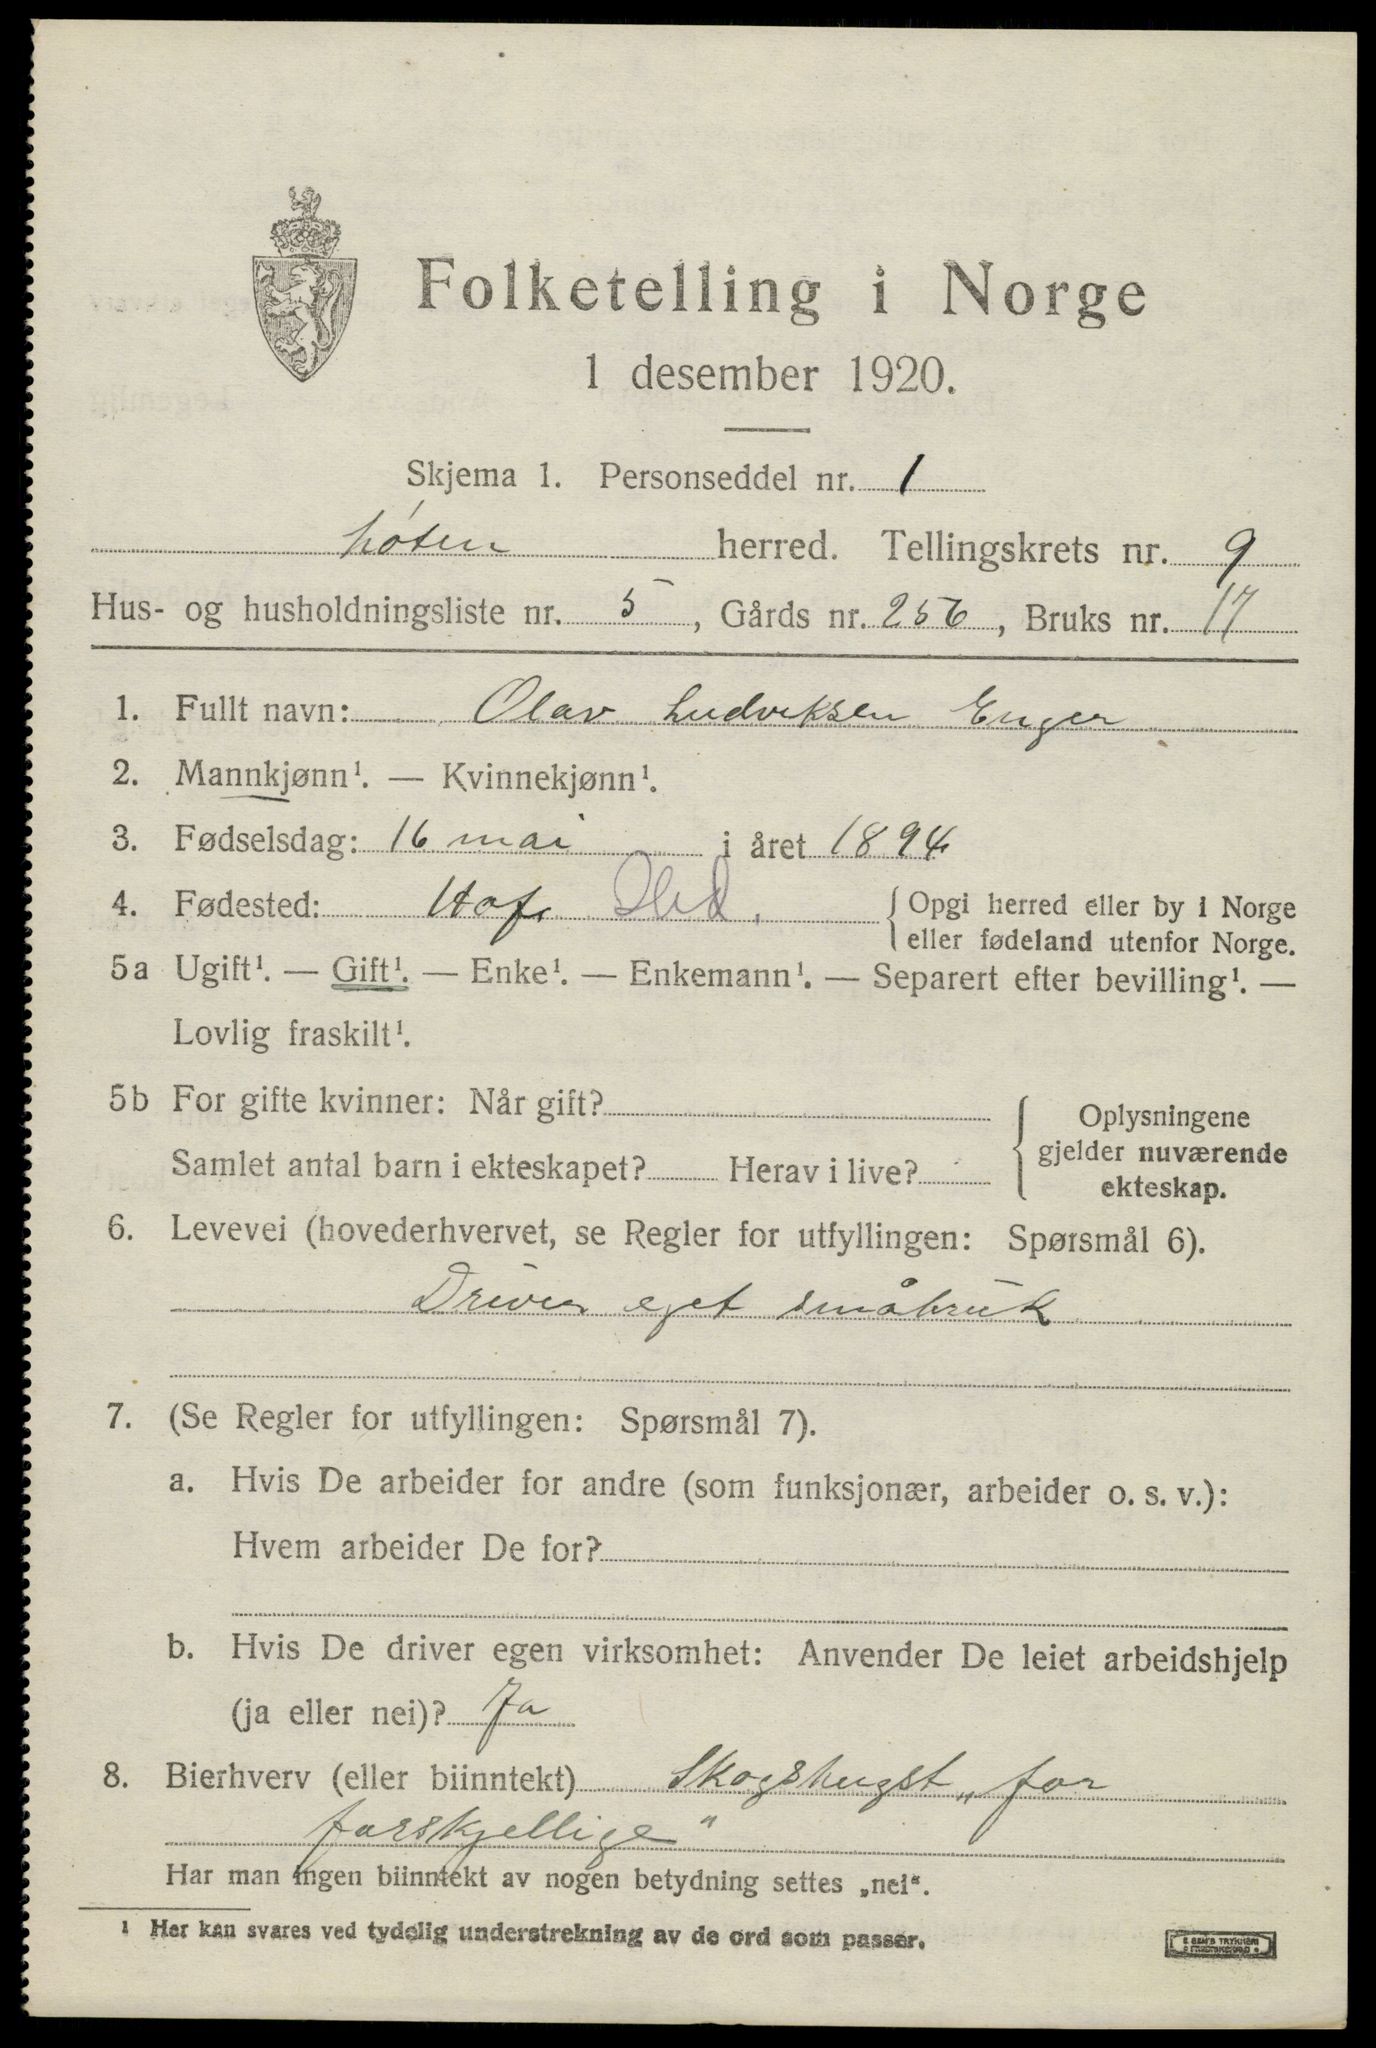 Folketelling i Norge
1 desember 1920.
Skjema 1. Personseddel nr. 1
Løten herred. Tellingskrets nr. 9
Hus- og husholdningsliste nr. 5, Gårds nr. 256, Bruks nr. 17
1. Fullt navn: Olav Ludviksen Enger
2. Mannkjønn¹. — Kvinnekjønn¹.
3. Fødselsdag: 16 mai i året 1894
4. Fødested: Hof. { Opgi herred eller by i Norge
eller fødeland utenfor Norge.
5a Ugift¹. — Gift¹. — Enke¹. — Enkemann¹. — Separert efter bevilling¹. —
Lovlig fraskilt¹.
5b For gifte kvinner: Når gift?
Samlet antal barn i ekteskapet? Herav i live?
{ Oplysningene
gjelder nuværende
ekteskap.
6. Levevei (hovederhvervet, se Regler for utfyllingen: Spørsmål 6).
Driver eget småbruk
7. (Se Regler for utfyllingen: Spørsmål 7).
a. Hvis De arbeider for andre (som funksjonær, arbeider o. s. v.):
Hvem arbeider De for?
b. Hvis De driver egen virksomhet: Anvender De leiet arbeidshjelp
(ja eller nei)? Ja
8. Bierhverv (eller biinntekt) Skogshugst „for
forskjellige"
Har man ingen biinntekt av nogen betydning settes „nei“.
¹ Her kan svares ved tydelig understrekning av de ord som passer.